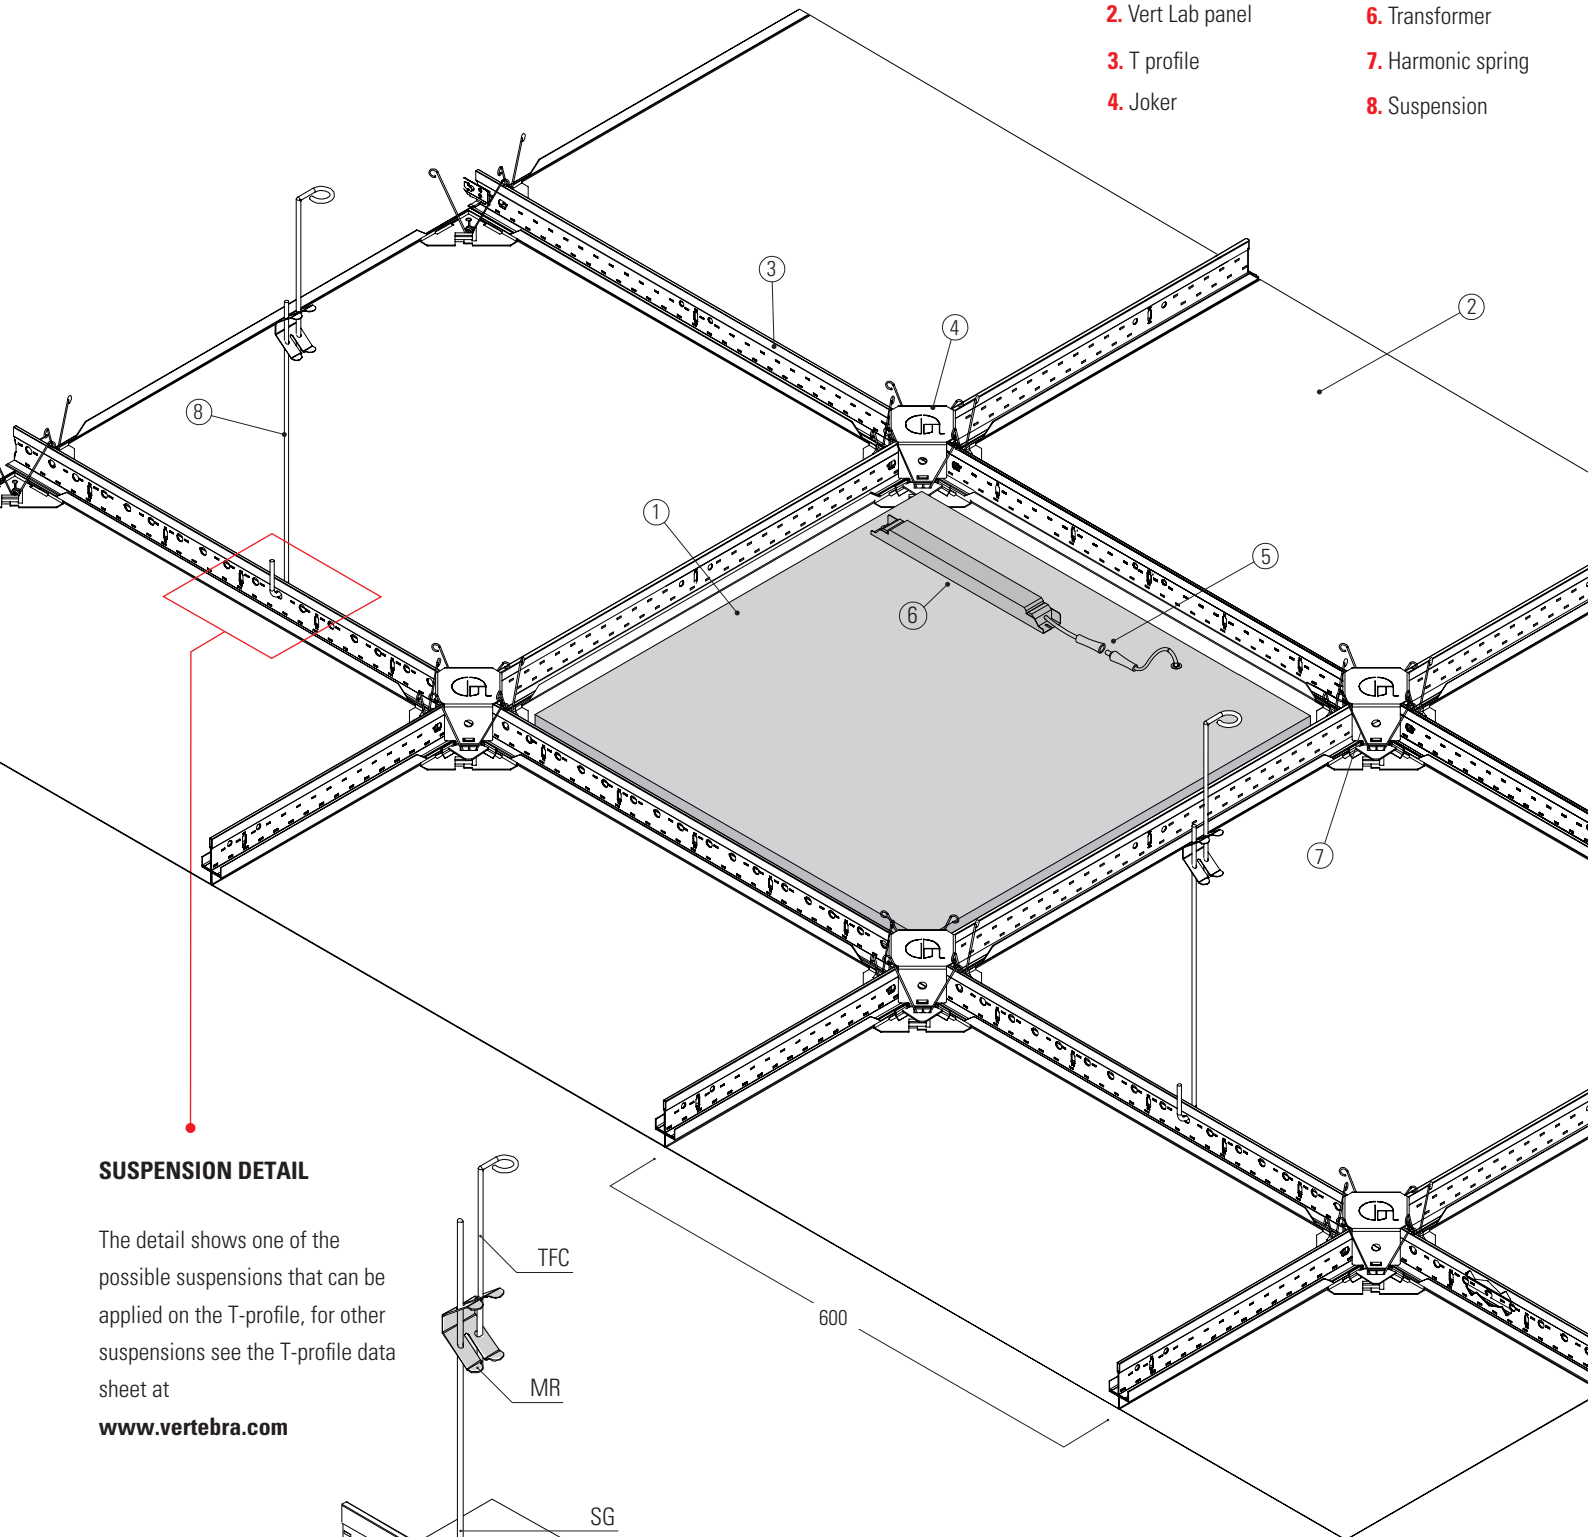 2. Vert Lab panel
3. T profile
4. Joker
6. Transformer
7. Harmonic spring
8. Suspension
3
4
2
8
1
5
6
7
600
SUSPENSION DETAIL
The detail shows one of the
possible suspensions that can be
applied on the T-profile, for other
suspensions see the T-profile data
sheet at
www.vertebra.com
TFC
MR
SG